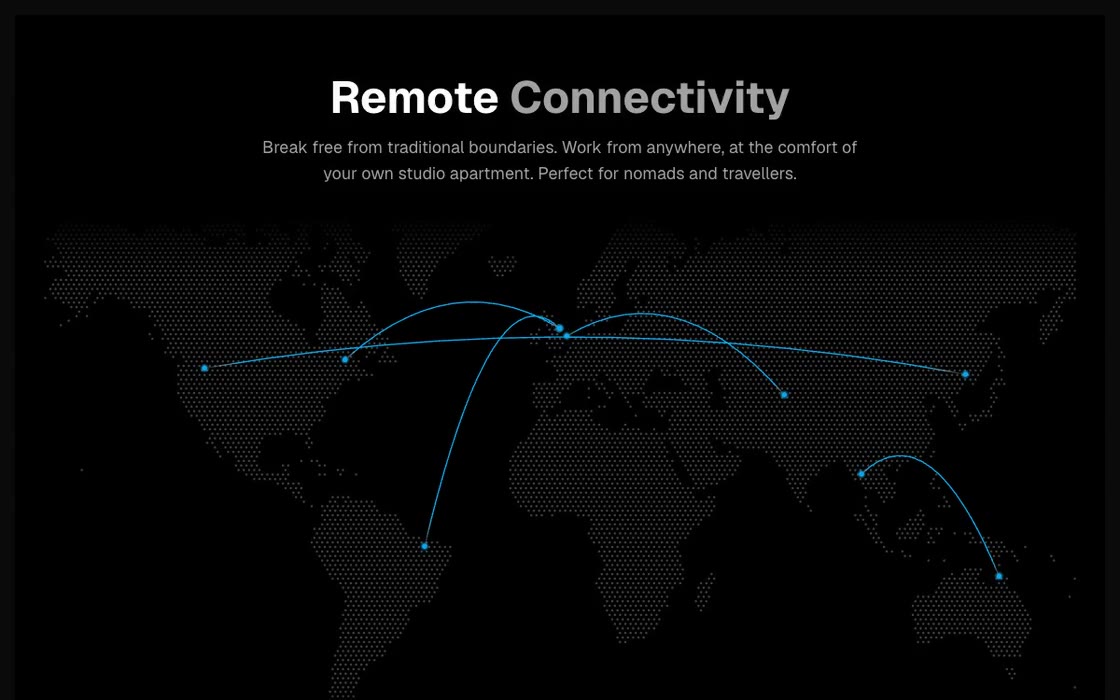 Remote Connectivity
Break free from traditional boundaries. Work from anywhere, at the comfort of
your own studio apartment. Perfect for nomads and travellers.